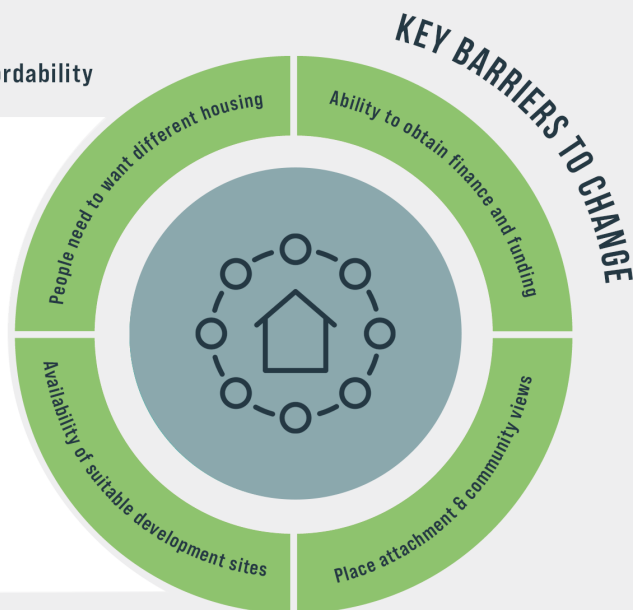 KEY BARRIERS TO CHANGE
People need to want different housing
Ability to obtain finance and funding
Availability of suitable development sites
Place attachment & community views